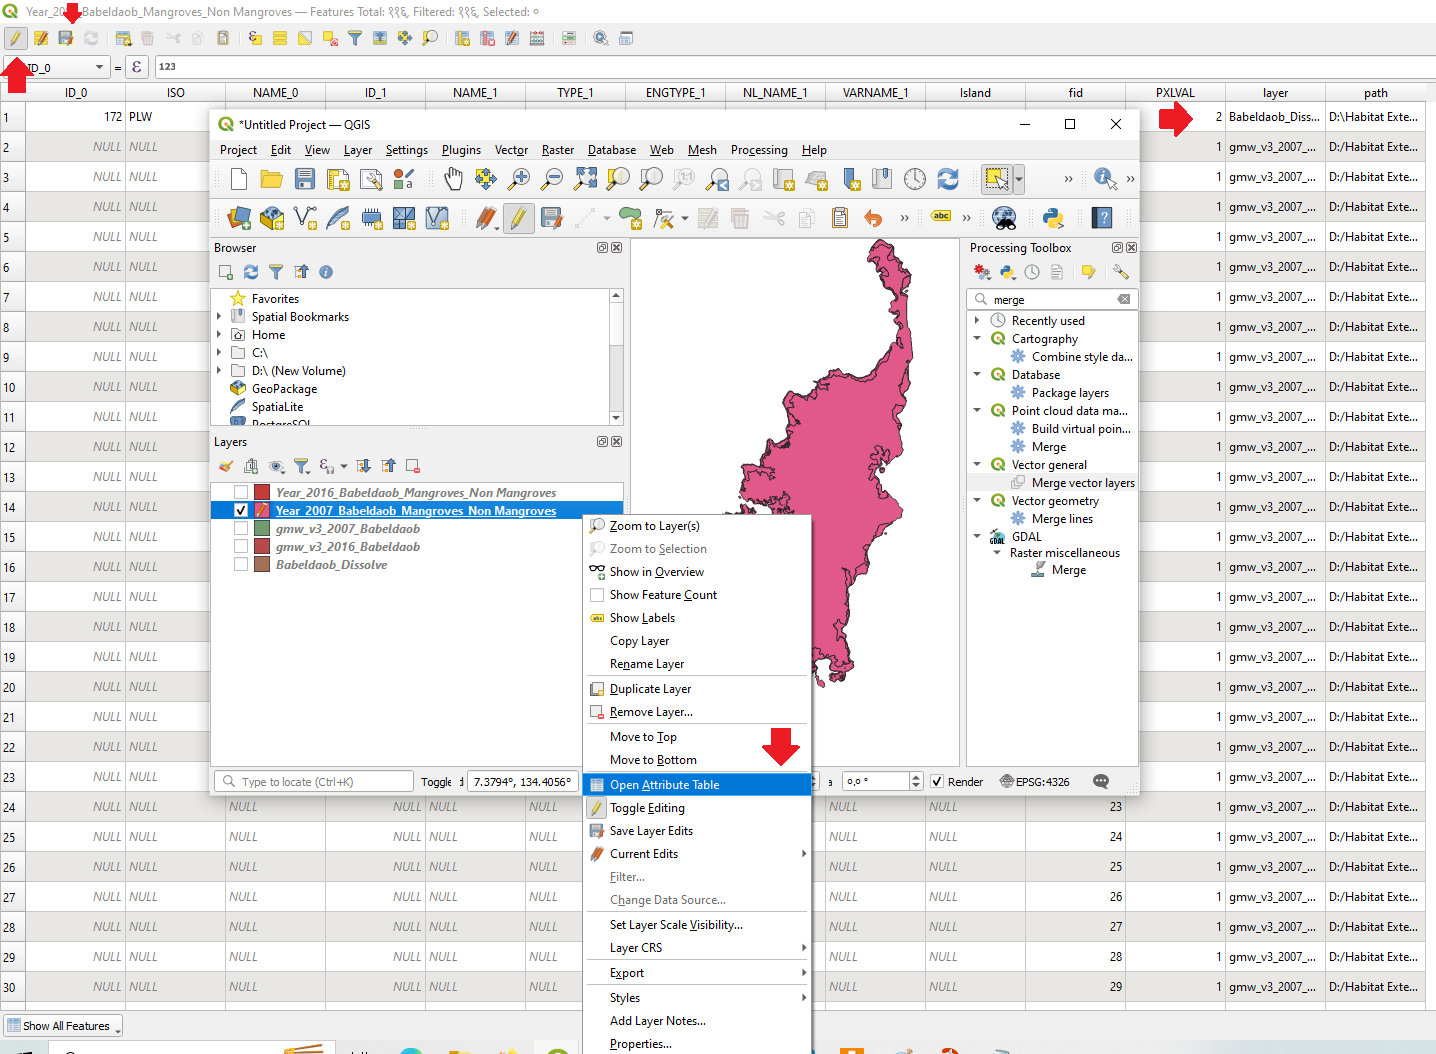 Babeldaob_Mangroves_Non Mangroves — Features Total: Filtered: Selected: ०
ID_0 = ε 123
ID_0 ISO NAME_0 ID_1 NAME_1 TYPE_1 ENGTYPE_1 NL_NAME_1 VARNAME_1 Island fid PXLVAL layer path
1 172 PLW 2 Babeldaob_Diss... D:\Habitat Exte...
2 NULL NULL 1 gmw_v3_2007_... D:/Habitat Exte...
3 NULL NULL 1 gmw_v3_2007_... D:/Habitat Exte...
4 NULL NULL 1 gmw_v3_2007_... D:/Habitat Exte...
5 NULL NULL 1 gmw_v3_2007_... D:/Habitat Exte...
6 NULL NULL 1 gmw_v3_2007_... D:/Habitat Exte...
7 NULL NULL 1 gmw_v3_2007_... D:/Habitat Exte...
8 NULL NULL 1 gmw_v3_2007_... D:/Habitat Exte...
9 NULL NULL 1 gmw_v3_2007_... D:/Habitat Exte...
10 NULL NULL 1 gmw_v3_2007_... D:/Habitat Exte...
11 NULL NULL 1 gmw_v3_2007_... D:/Habitat Exte...
12 NULL NULL 1 gmw_v3_2007_... D:/Habitat Exte...
13 NULL NULL 1 gmw_v3_2007_... D:/Habitat Exte...
14 NULL NULL 1 gmw_v3_2007_... D:/Habitat Exte...
15 NULL NULL 1 gmw_v3_2007_... D:/Habitat Exte...
16 NULL NULL 1 gmw_v3_2007_... D:/Habitat Exte...
17 NULL NULL 1 gmw_v3_2007_... D:/Habitat Exte...
18 NULL NULL 1 gmw_v3_2007_... D:/Habitat Exte...
19 NULL NULL 1 gmw_v3_2007_... D:/Habitat Exte...
20 NULL NULL 1 gmw_v3_2007_... D:/Habitat Exte...
21 NULL NULL 1 gmw_v3_2007_... D:/Habitat Exte...
22 NULL NULL 1 gmw_v3_2007_... D:/Habitat Exte...
23 NULL NULL 1 gmw_v3_2007_... D:/Habitat Exte...
24 NULL NULL NULL NULL NULL NULL NULL NULL 23 1 gmw_v3_2007_... D:/Habitat Exte...
25 NULL NULL NULL NULL NULL NULL NULL NULL 24 1 gmw_v3_2007_... D:/Habitat Exte...
26 NULL NULL NULL NULL NULL NULL NULL NULL 25 1 gmw_v3_2007_... D:/Habitat Exte...
27 NULL NULL NULL NULL NULL NULL NULL NULL 26 1 gmw_v3_2007_... D:/Habitat Exte...
28 NULL NULL NULL NULL NULL NULL NULL NULL 27 1 gmw_v3_2007_... D:/Habitat Exte...
29 NULL NULL NULL NULL NULL NULL NULL NULL 28 1 gmw_v3_2007_... D:/Habitat Exte...
30 NULL NULL NULL NULL NULL NULL NULL NULL 29 1 gmw_v3_2007_... D:/Habitat Exte...
Show All Features
*Untitled Project — QGIS
Project Edit View Layer Settings Plugins Vector Raster Database Web Mesh Processing Help
abc
Browser
Favorites
Spatial Bookmarks
Home
C:\
D:\ (New Volume)
GeoPackage
SpatiaLite
PostgreSQL
Layers
Year_2016_Babeldaob_Mangroves_Non Mangroves
Year_2007_Babeldaob_Mangroves_Non Mangroves
gmw_v3_2007_Babeldaob
gmw_v3_2016_Babeldaob
Babeldaob_Dissolve
Processing Toolbox
merge
Recently used
Cartography
Combine style da...
Database
Package layers
Point cloud data ma...
Build virtual poin...
Merge
Vector general
Merge vector layers
Vector geometry
Merge lines
GDAL
Raster miscellaneous
Merge
Type to locate (Ctrl+K) Toggle 7.3794°, 134.4056° ०,० ° Render EPSG:4326
Zoom to Layer(s)
Zoom to Selection
Show in Overview
Show Feature Count
abc Show Labels
Copy Layer
Rename Layer
Duplicate Layer
Remove Layer...
Move to Top
Move to Bottom
Open Attribute Table
Toggle Editing
Save Layer Edits
Current Edits
Filter...
Change Data Source...
Set Layer Scale Visibility...
Layer CRS
Export
Styles
Add Layer Notes...
Properties...